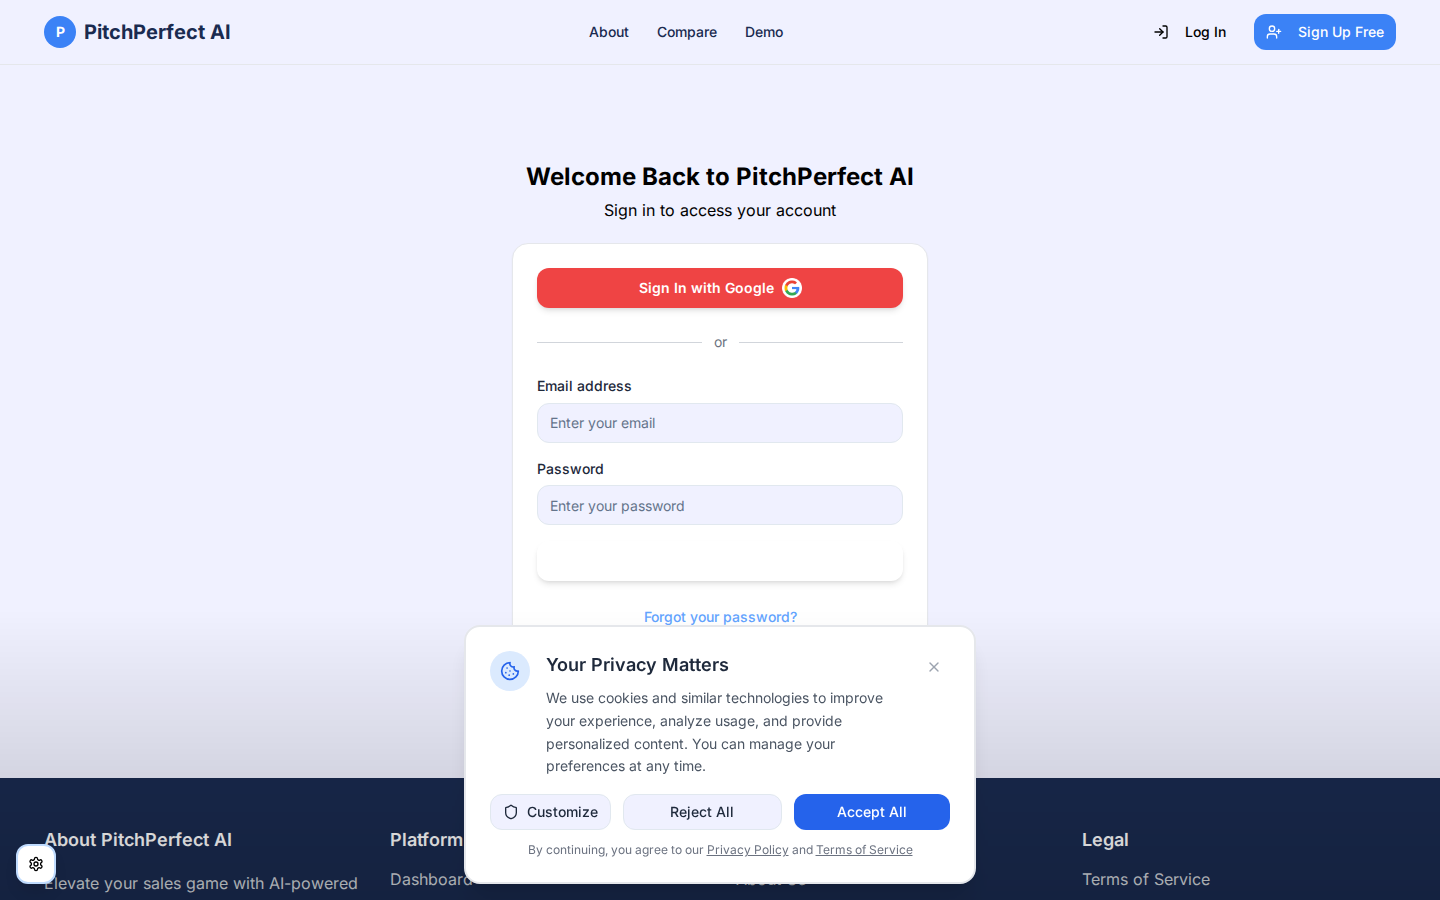 P PitchPerfect AI
About
Compare
Demo
Log In
Sign Up Free
Welcome Back to PitchPerfect AI
Sign in to access your account
Sign In with Google
or
Email address
Enter your email
Password
Enter your password
Forgot your password?
Your Privacy Matters
We use cookies and similar technologies to improve
your experience, analyze usage, and provide
personalized content. You can manage your
preferences at any time.
Customize
Reject All
Accept All
By continuing, you agree to our Privacy Policy and Terms of Service
About PitchPerfect AI
Elevate your sales game with AI-powered
Platform
Dashboard
Legal
Terms of Service